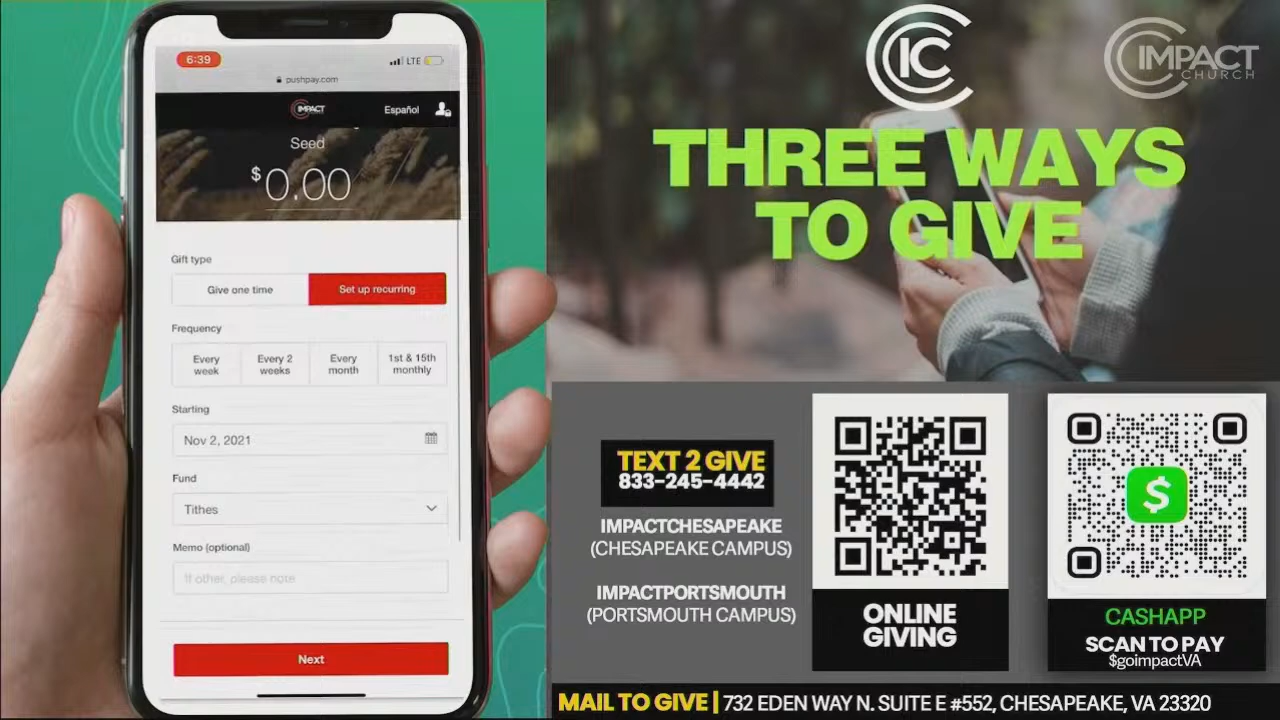 6:39
LTE
pushpay.com
IMPACT
Español
Seed
$0.00
Gift type
Give one time
Set up recurring
Frequency
Every week
Every 2 weeks
Every month
1st & 15th monthly
Starting
Nov 2, 2021
Fund
Tithes
Memo (optional)
If other, please note
Next
IC
IMPACT
CHURCH
THREE WAYS
TO GIVE
TEXT 2 GIVE
833-245-4442
IMPACTCHESAPEAKE
(CHESAPEAKE CAMPUS)
IMPACTPORTSMOUTH
(PORTSMOUTH CAMPUS)
ONLINE
GIVING
$
CASHAPP
SCAN TO PAY
$goimpactVA
MAIL TO GIVE | 732 EDEN WAY N. SUITE E #552, CHESAPEAKE, VA 23320